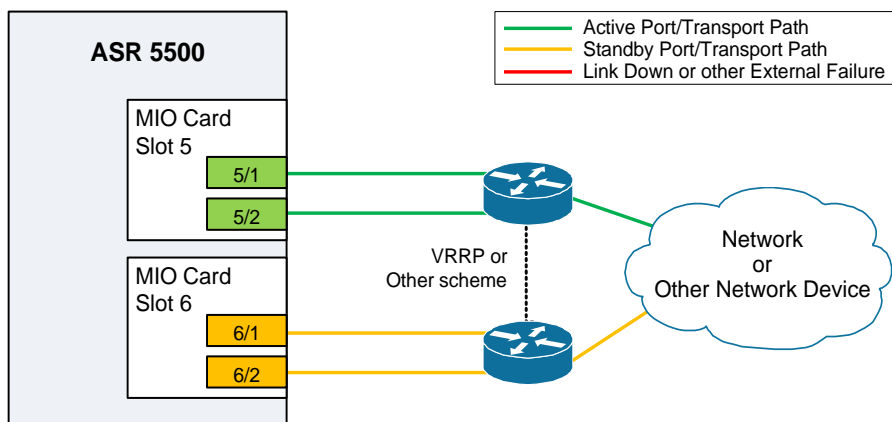 ASR 5500
Active Port/Transport Path
Standby Port/Transport Path
Link Down or other External Failure
MIO Card
Slot 5
5/1
5/2
VRRP or
Other scheme
Network
or
Other Network Device
MIO Card
Slot 6
6/1
6/2